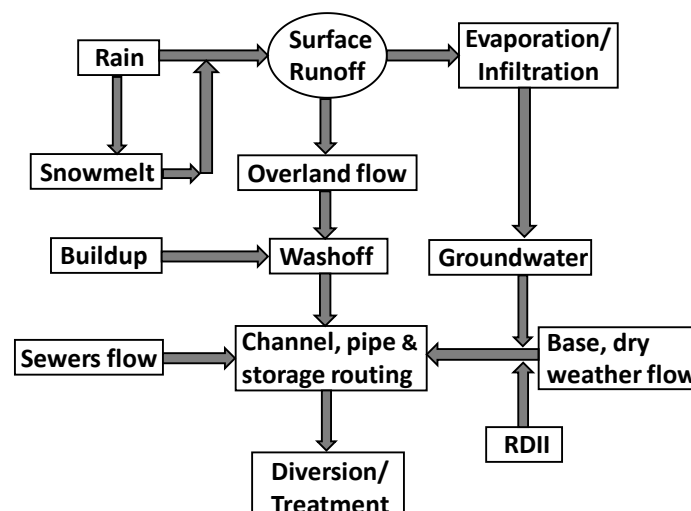 Rain
Surface
Runoff
Evaporation/
Infiltration
Snowmelt
Overland flow
Buildup
Washoff
Groundwater
Sewers flow
Channel, pipe &
storage routing
Base, dry
weather flow
RDII
Diversion/
Treatment